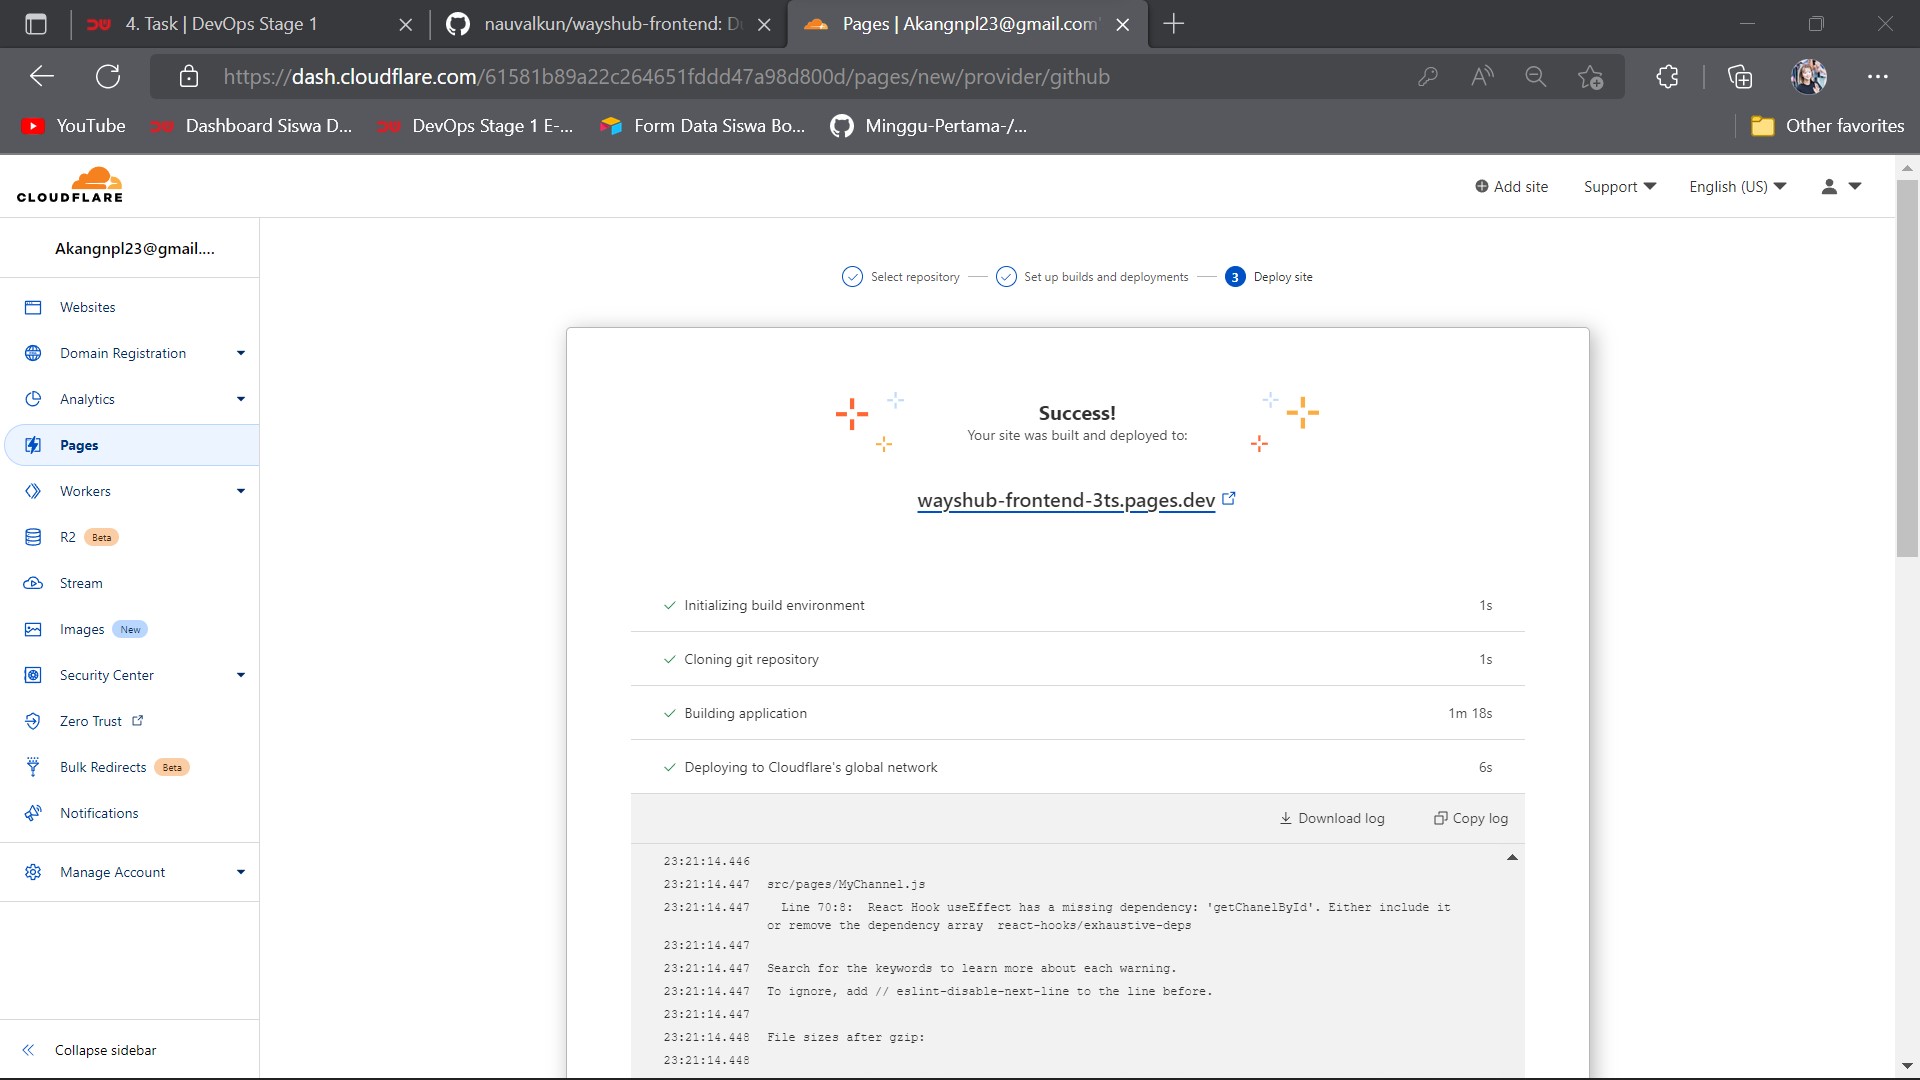 4. Task | DevOps Stage 1
nauvalkun/wayshub-frontend: Du
Pages | Akangnpl23@gmail.com'
https://dash.cloudflare.com/61581b89a22c264651fddd47a98d800d/pages/new/provider/github
YouTube
Dashboard Siswa D...
DevOps Stage 1 E-...
Form Data Siswa Bo...
Minggu-Pertama-/...
Other favorites
CLOUDFLARE
Add site
Support
English (US)
Akangnpl23@gmail....
Websites
Domain Registration
Analytics
Pages
Workers
R2 Beta
Stream
Images New
Security Center
Zero Trust
Bulk Redirects Beta
Notifications
Manage Account
Collapse sidebar
Select repository
Set up builds and deployments
3 Deploy site
Success!
Your site was built and deployed to:
wayshub-frontend-3ts.pages.dev
Initializing build environment 1s
Cloning git repository 1s
Building application 1m 18s
Deploying to Cloudflare's global network 6s
Download log
Copy log
23:21:14.446
23:21:14.447 src/pages/MyChannel.js
23:21:14.447 Line 70:8: React Hook useEffect has a missing dependency: 'getChanelById'. Either include it
or remove the dependency array react-hooks/exhaustive-deps
23:21:14.447
23:21:14.447 Search for the keywords to learn more about each warning.
23:21:14.447 To ignore, add // eslint-disable-next-line to the line before.
23:21:14.447
23:21:14.448 File sizes after gzip:
23:21:14.448